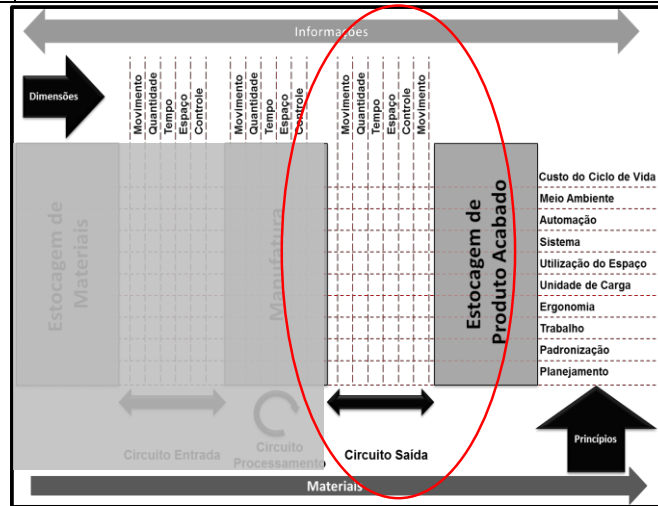 Informações
Dimensões
Movimento
Quantidade
Tempo
Espaço
Controle
Movimento
Quantidade
Tempo
Espaço
Controle
Movimento
Quantidade
Tempo
Espaço
Controle
Movimento
Estocagem de
Materiais
Manufatura
Estocagem de
Produto Acabado
Custo do Ciclo de Vida
Meio Ambiente
Automação
Sistema
Utilização do Espaço
Unidade de Carga
Ergonomia
Trabalho
Padronização
Planejamento
Circuito Entrada
Circuito
Processamento
Circuito Saída
Princípios
Materiais